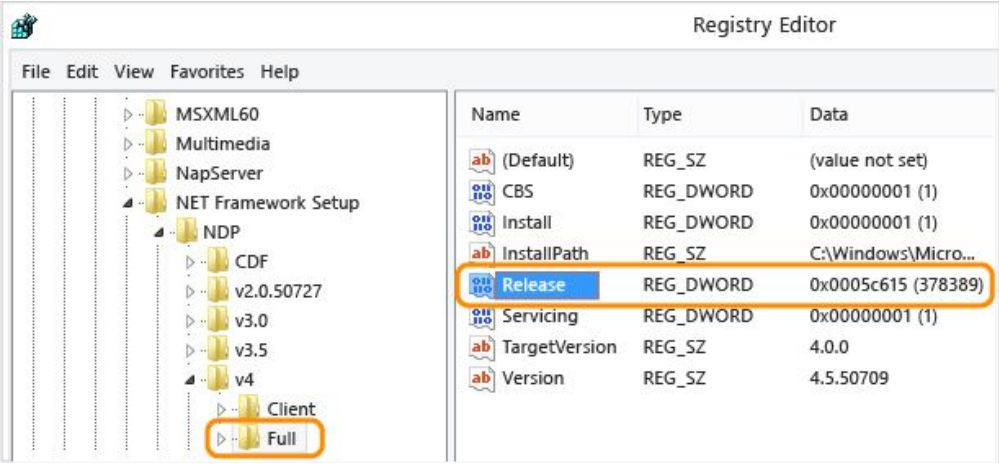 Registry Editor
File Edit View Favorites Help
MSXML60
Multimedia
NapServer
NET Framework Setup
NDP
CDF
v2.0.50727
v3.0
v3.5
v4
Client
Full
Name Type Data
(Default) REG_SZ (value not set)
CBS REG_DWORD 0x00000001 (1)
Install REG_DWORD 0x00000001 (1)
InstallPath REG_SZ C:\Windows\Micro...
Release REG_DWORD 0x0005c615 (378389)
Servicing REG_DWORD 0x00000001 (1)
TargetVersion REG_SZ 4.0.0
Version REG_SZ 4.5.50709